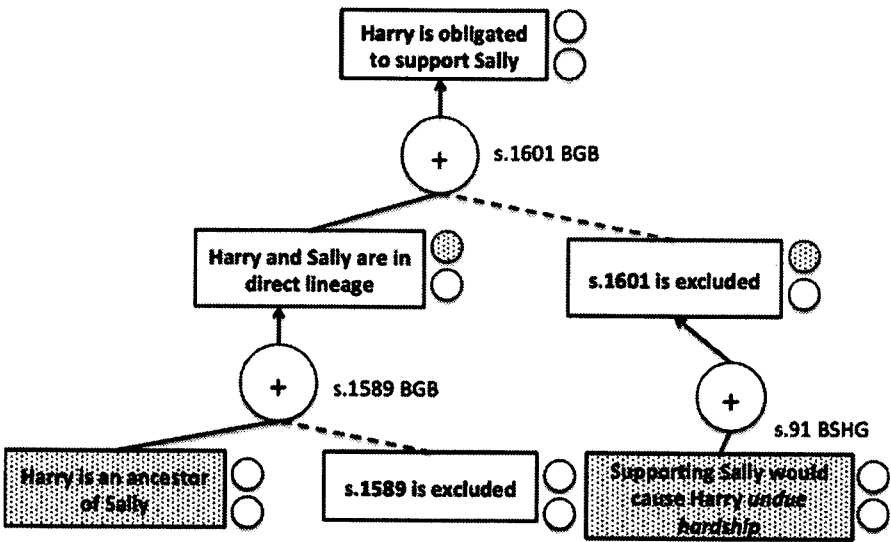 Harry is obligated
to support Sally
+
s.1601 BGB
Harry and Sally are in
direct lineage
s.1601 is excluded
+
s.1589 BGB
+
s.91 BSHG
Harry is an ancestor
of Sally
s.1589 is excluded
Supporting Sally would
cause Harry undue
hardship